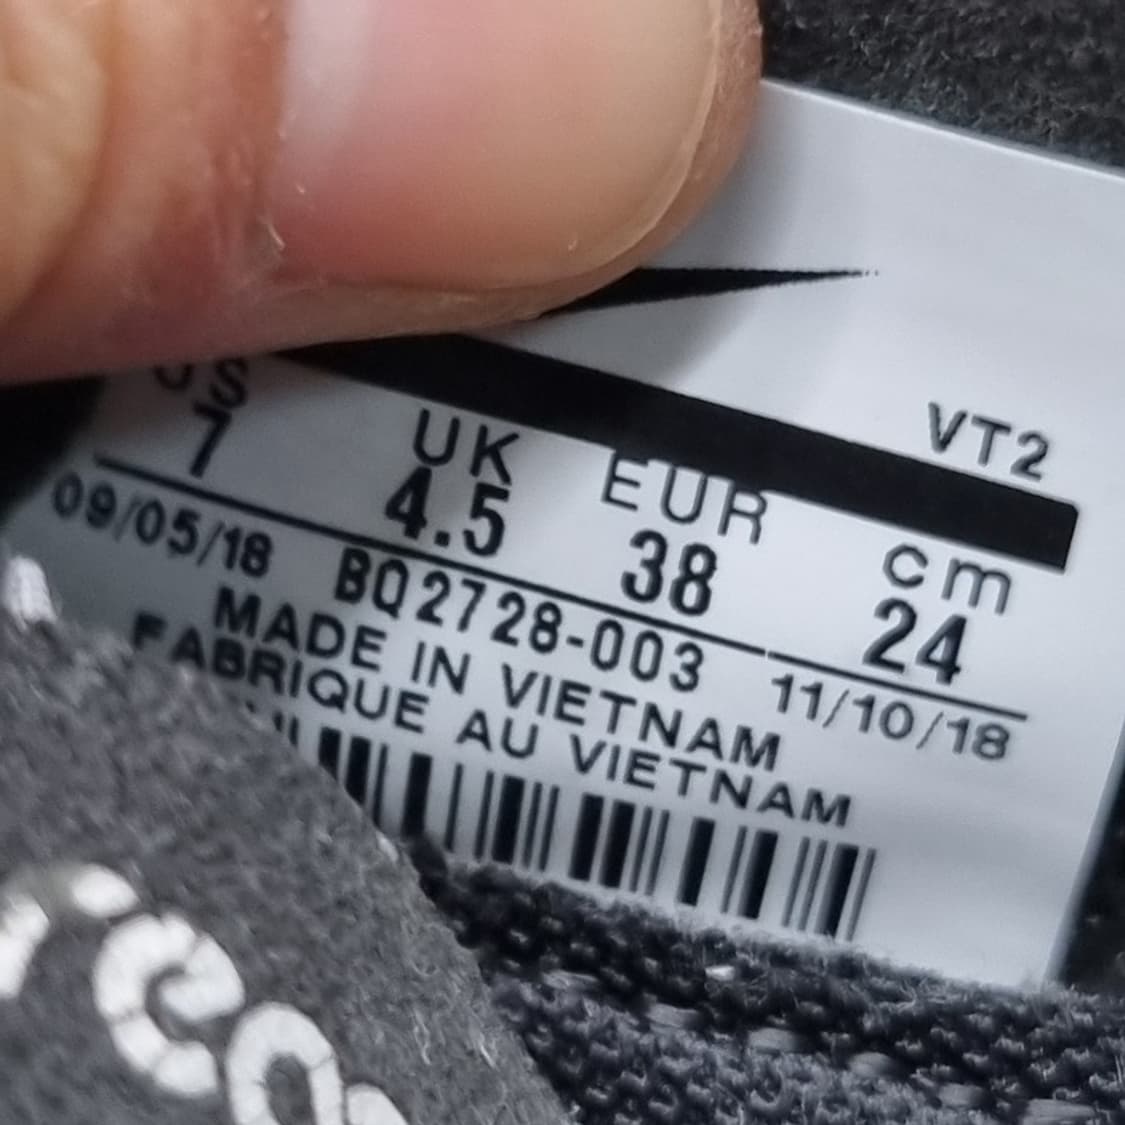 VT2
US UK EUR cm
7 4.5 38 24
09/05/18 BQ2728-003 11/10/18
MADE IN VIETNAM
FABRIQUE AU VIETNAM